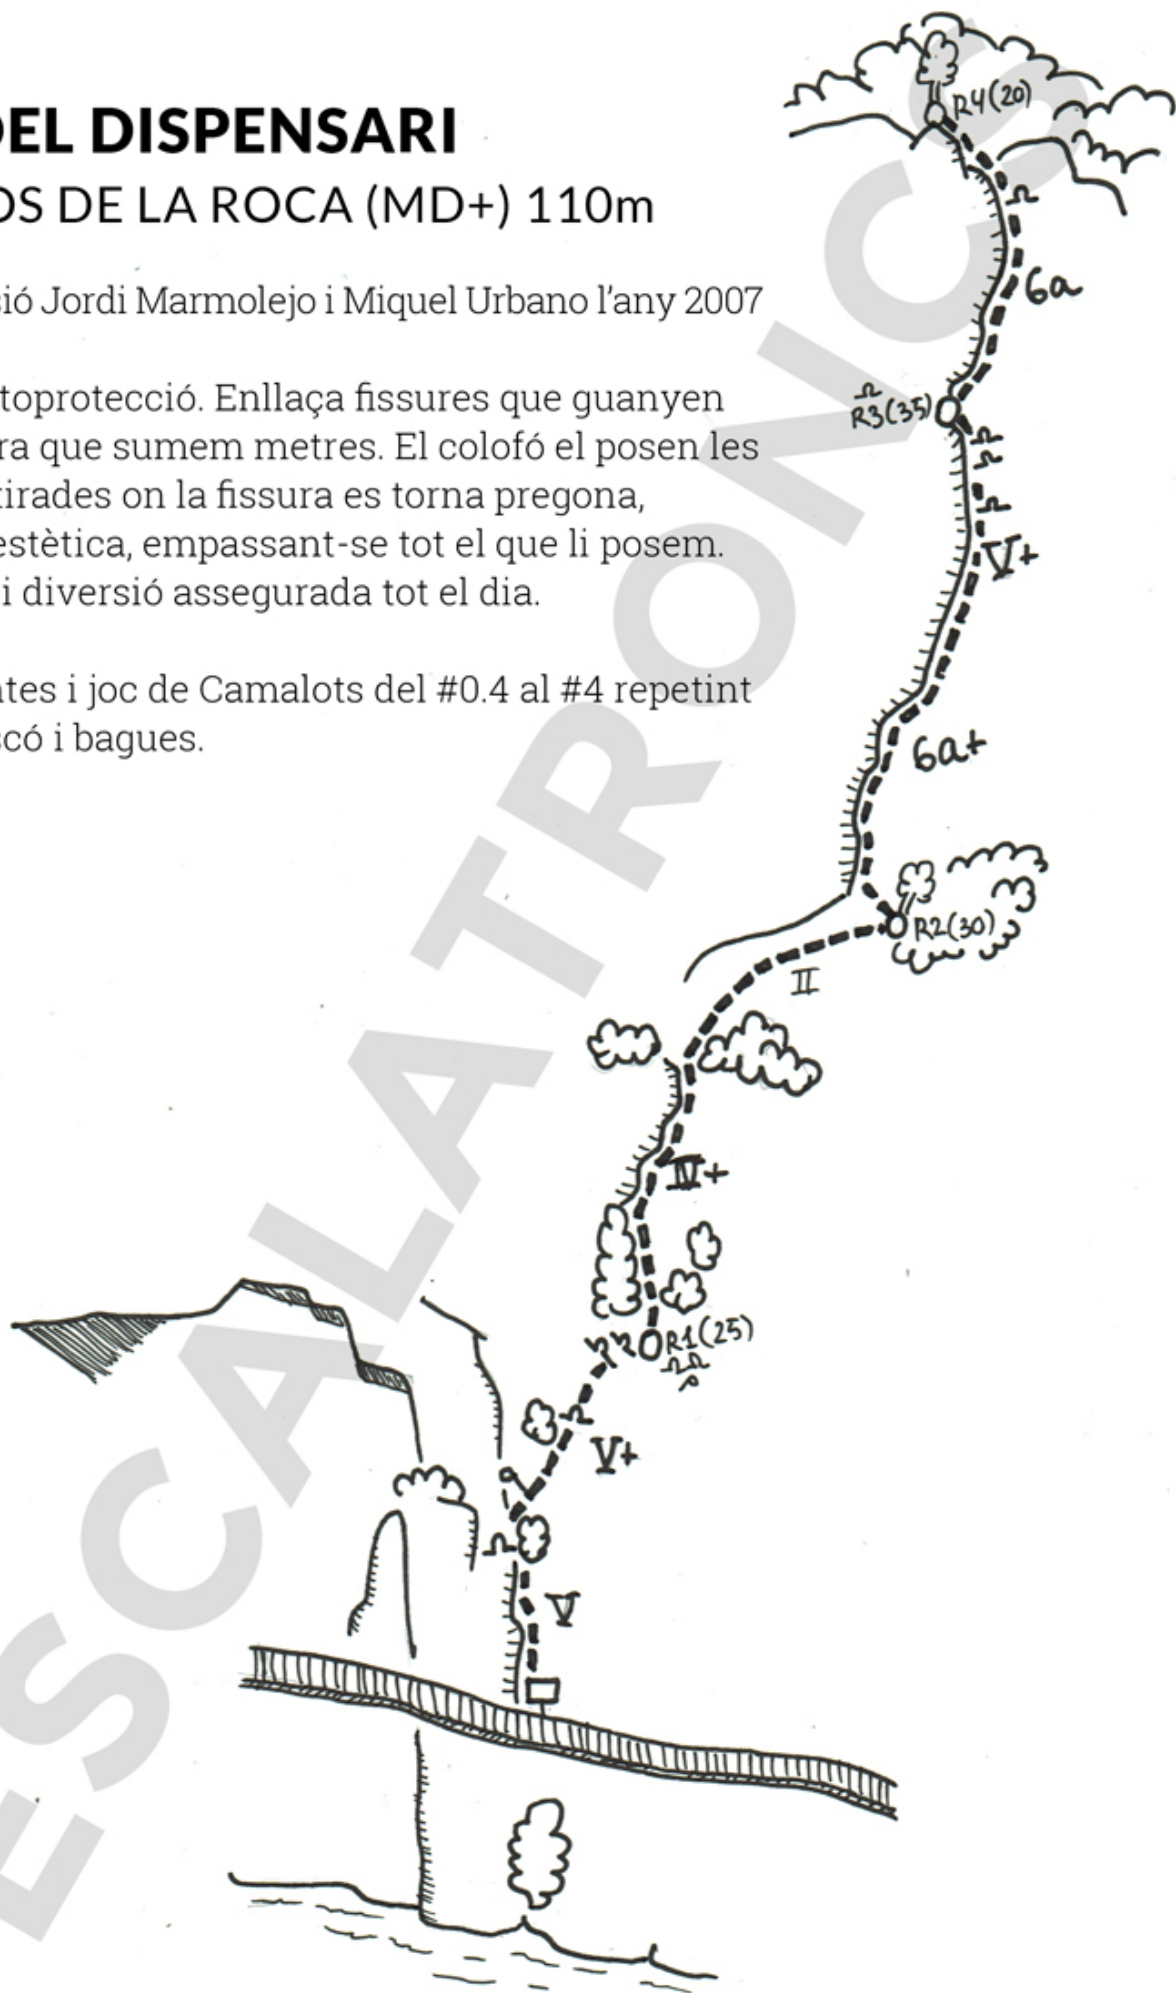 DEL DISPENSARI
OS DE LA ROCA (MD+) 110m
sió Jordi Marmolejo i Miquel Urbano l'any 2007
toprotecció. Enllaça fissures que guanyen
ra que sumem metres. El colofó el posen les
tirades on la fissura es torna pregona,
estètica, empassant-se tot el que li posem.
i diversió assegurada tot el dia.
ntes i joc de Camalots del #0.4 al #4 repetint
scó i bagues.
R4(20)
6a
R3(35)
V+
6a+
R2(30)
II
IV+
R1(25)
V+
V
ESCALATRONCS